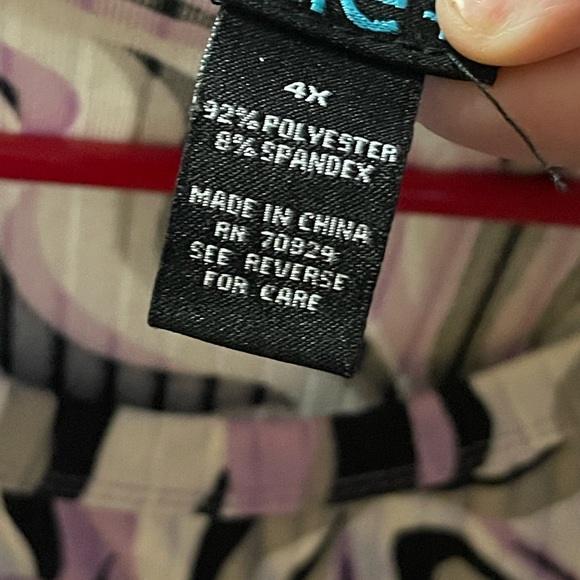 4X
92% POLYESTER
8% SPANDEX
MADE IN CHINA
RN 70829
SEE REVERSE
FOR CARE